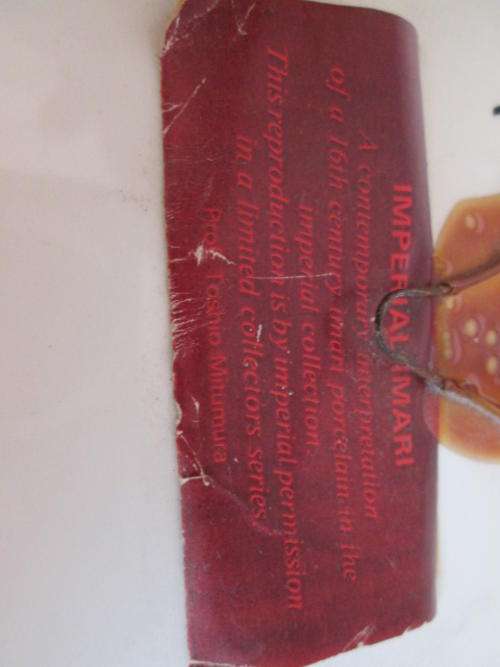 IMPERIAL IMARI
A contemporary interpretation
of a 16th century Imari porcelain in the
imperial collection.
This reproduction is by imperial permission
in a limited collectors series.
Toshio Mitumura